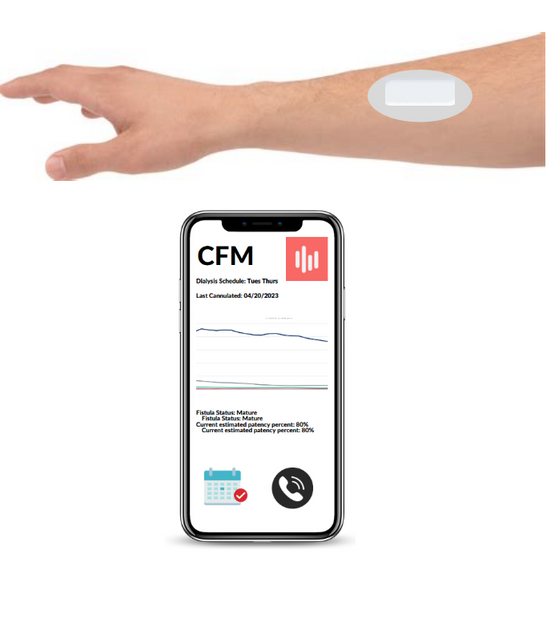 CFM
Dialysis Schedule: Tues Thurs
Last Cannulated: 04/20/2023
Fistula Status: Mature
Fistula Status: Mature
Current estimated patency percent: 80%
Current estimated patency percent: 80%